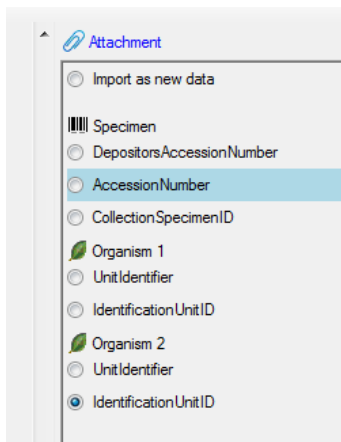 Attachment
Import as new data
Specimen
DepositorsAccessionNumber
AccessionNumber
CollectionSpecimenID
Organism 1
UnitIdentifier
IdentificationUnitID
Organism 2
UnitIdentifier
IdentificationUnitID